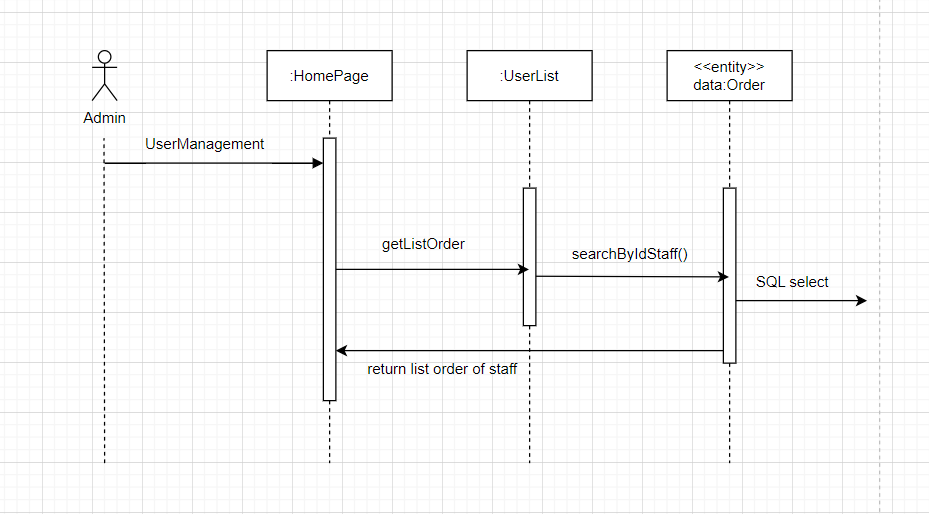 :HomePage
:UserList
<<entity>>
data:Order
Admin
UserManagement
getListOrder
searchByIdStaff()
SQL select
return list order of staff